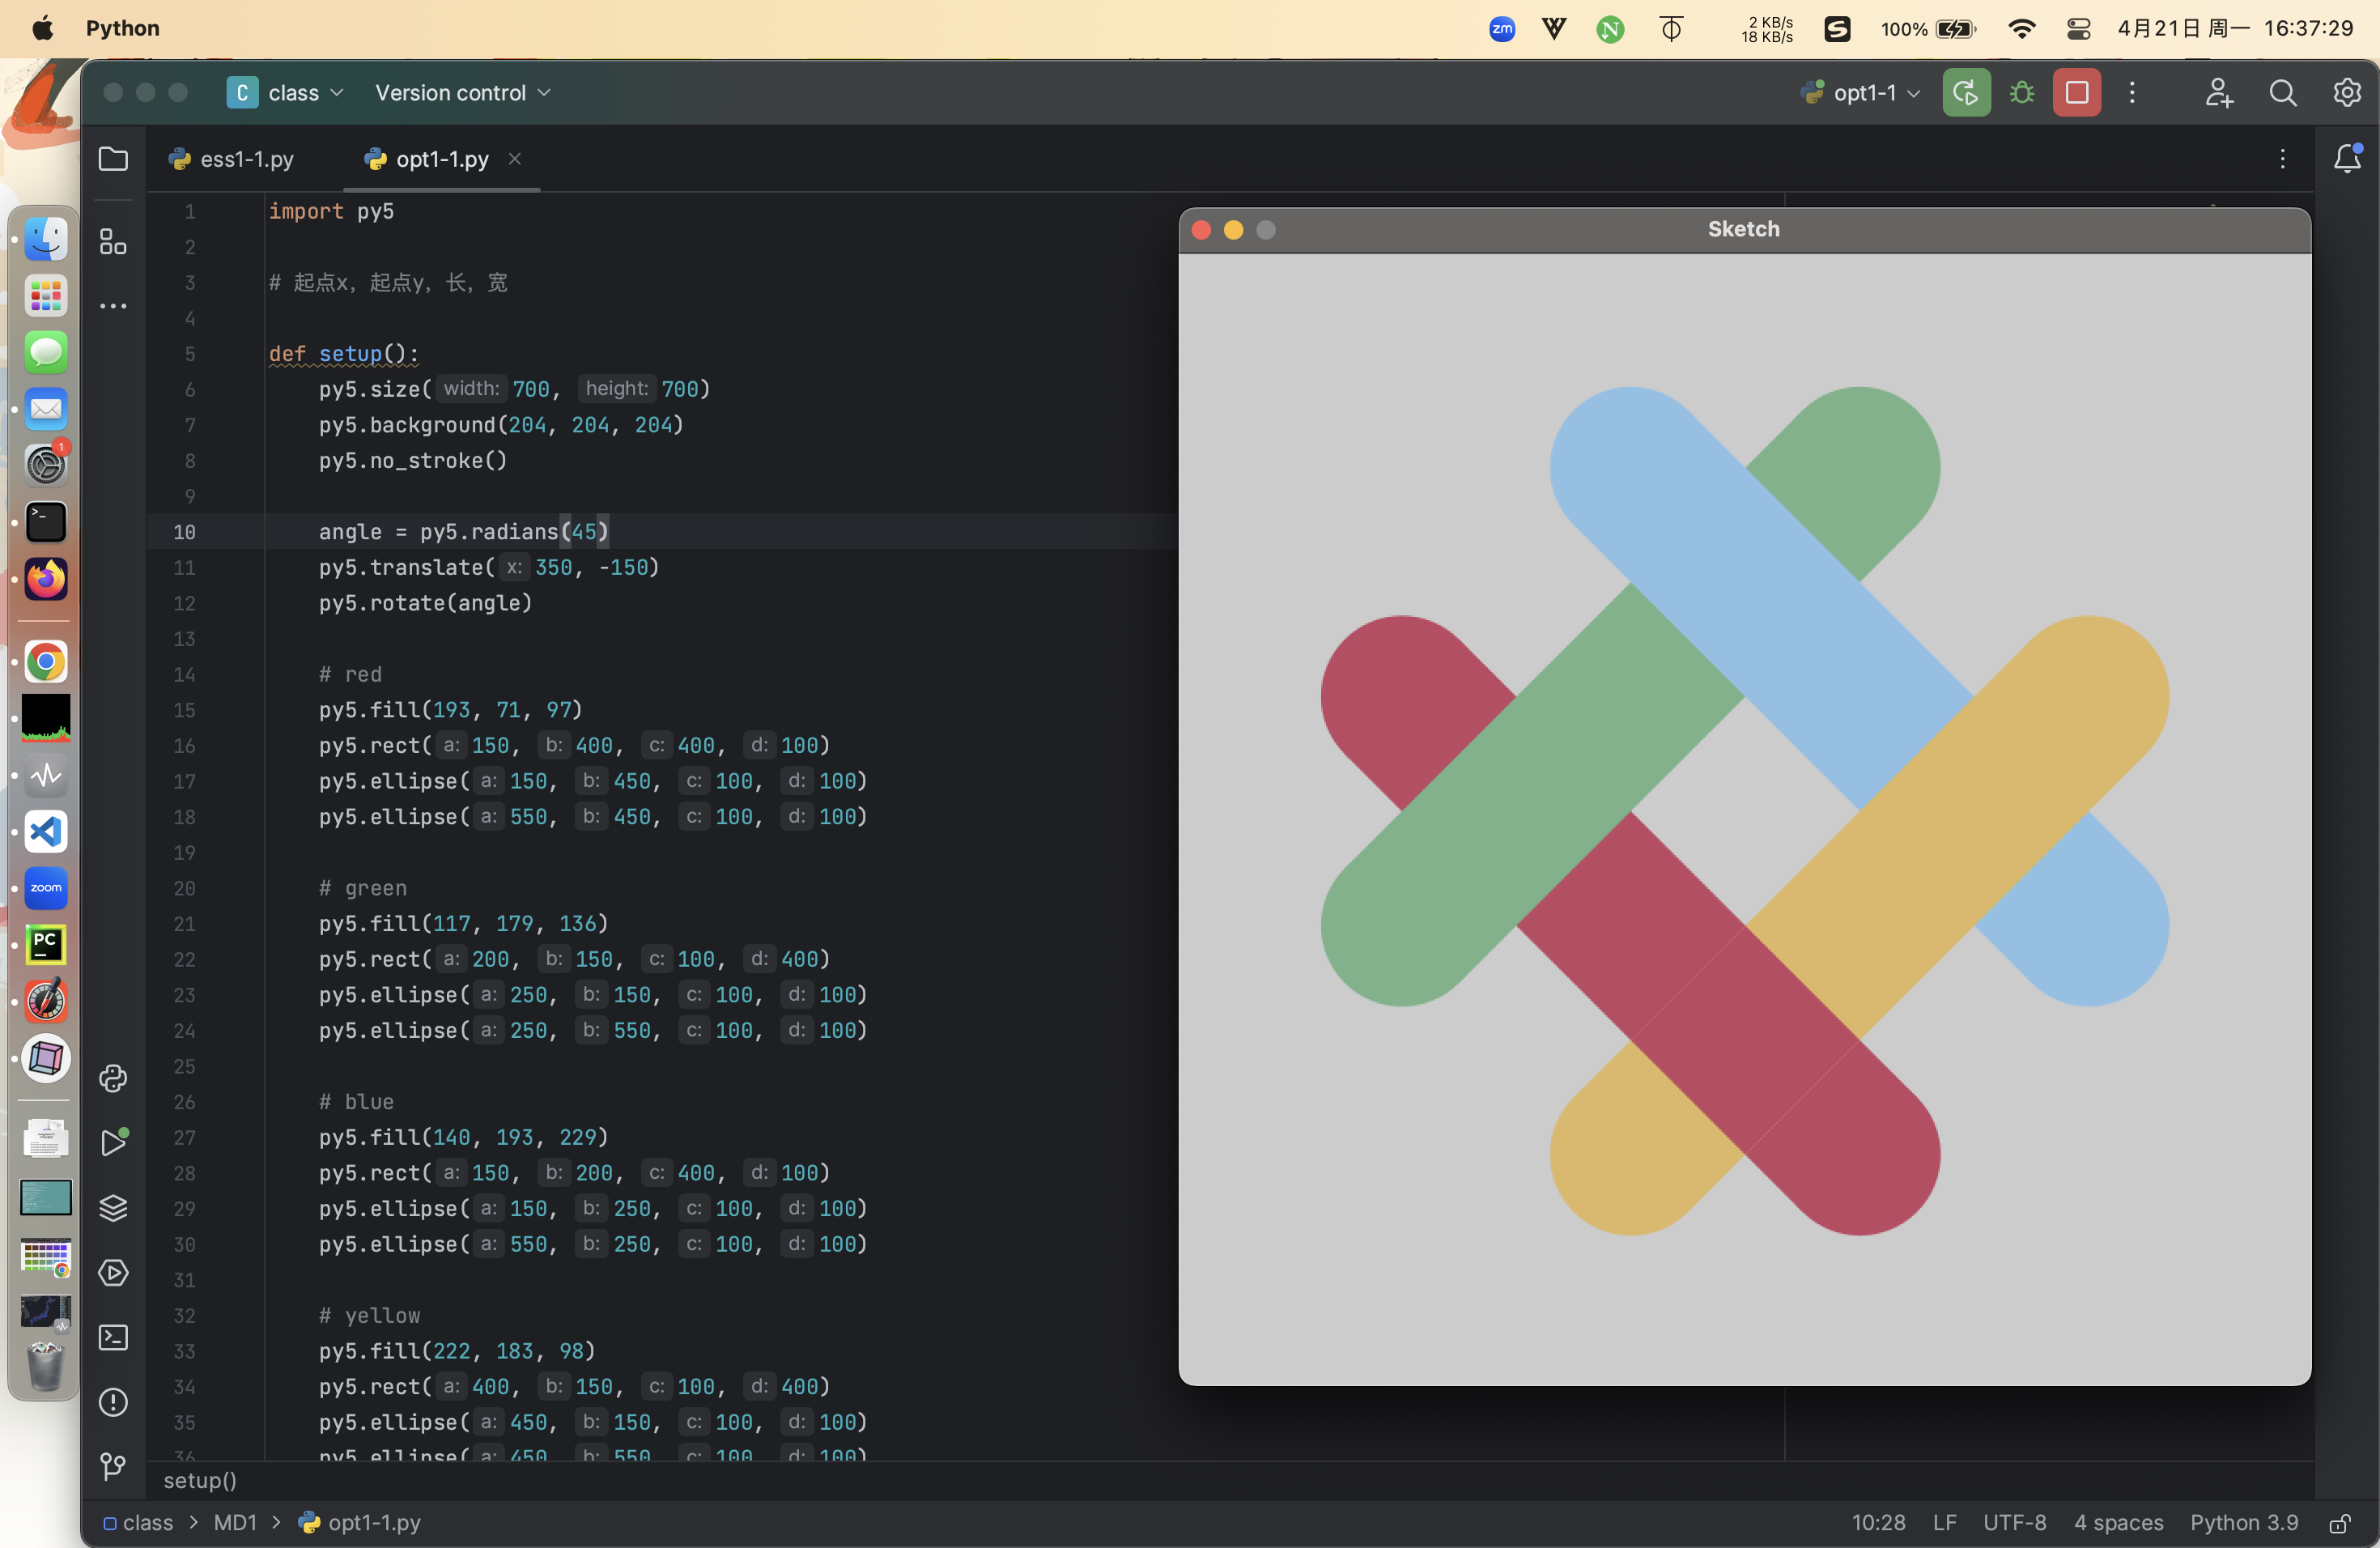 Python
zm
N
2 KB/s
18 KB/s
S
100%
4月21日 周一 16:37:29
C class Version control
opt1-1
ess1-1.py
opt1-1.py
1 import py5
2
3 # 起点x，起点y，长，宽
4
5 def setup():
6 py5.size( width: 700, height: 700)
7 py5.background(204, 204, 204)
8 py5.no_stroke()
9
10 angle = py5.radians(45)
11 py5.translate( x: 350, -150)
12 py5.rotate(angle)
13
14 # red
15 py5.fill(193, 71, 97)
16 py5.rect( a: 150, b: 400, c: 400, d: 100)
17 py5.ellipse( a: 150, b: 450, c: 100, d: 100)
18 py5.ellipse( a: 550, b: 450, c: 100, d: 100)
19
20 # green
21 py5.fill(117, 179, 136)
22 py5.rect( a: 200, b: 150, c: 100, d: 400)
23 py5.ellipse( a: 250, b: 150, c: 100, d: 100)
24 py5.ellipse( a: 250, b: 550, c: 100, d: 100)
25
26 # blue
27 py5.fill(140, 193, 229)
28 py5.rect( a: 150, b: 200, c: 400, d: 100)
29 py5.ellipse( a: 150, b: 250, c: 100, d: 100)
30 py5.ellipse( a: 550, b: 250, c: 100, d: 100)
31
32 # yellow
33 py5.fill(222, 183, 98)
34 py5.rect( a: 400, b: 150, c: 100, d: 400)
35 py5.ellipse( a: 450, b: 150, c: 100, d: 100)
36 py5.ellipse( a: 450, b: 550, c: 100, d: 100)
Sketch
1
zoom
PC
setup()
class > MD1 > opt1-1.py
10:28 LF UTF-8 4 spaces Python 3.9